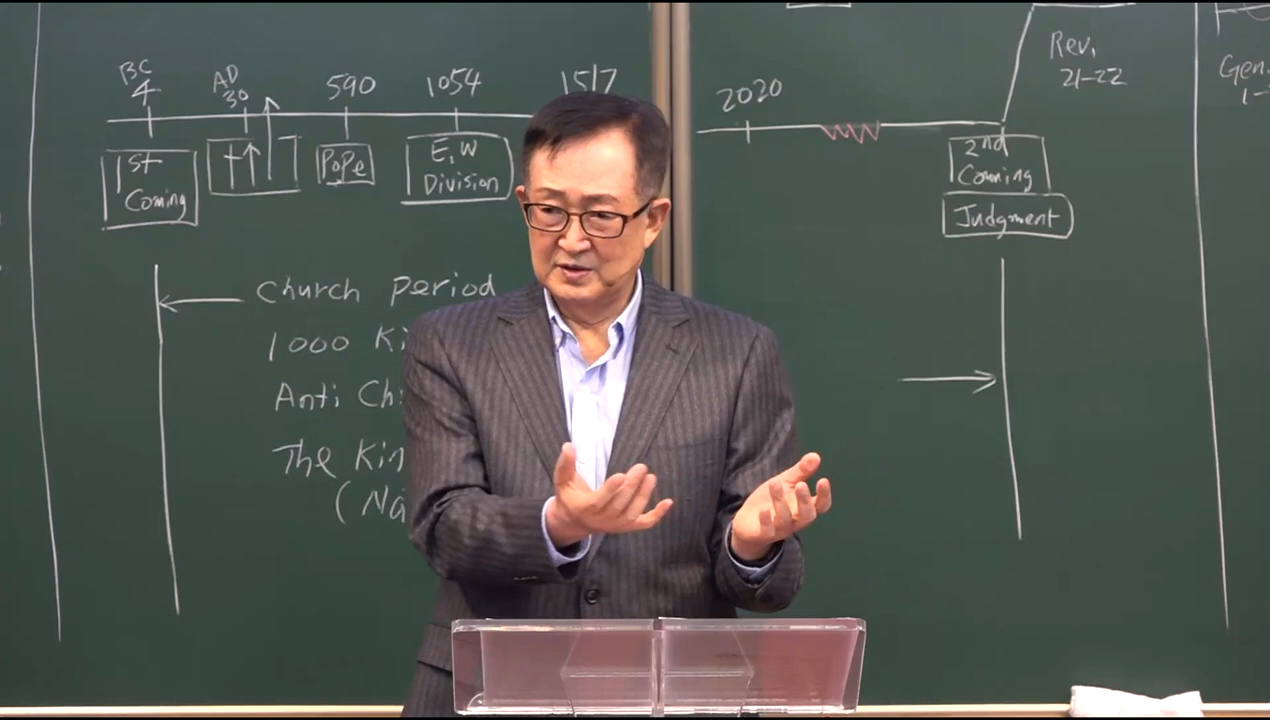 BC
4
AD
30
590
1054
1517
2020
Rev.
21-22
Gen.
1st
Coming
PoPe
E, W
Division
2nd
Coming
Judgment
Church period
1000
Anti
The